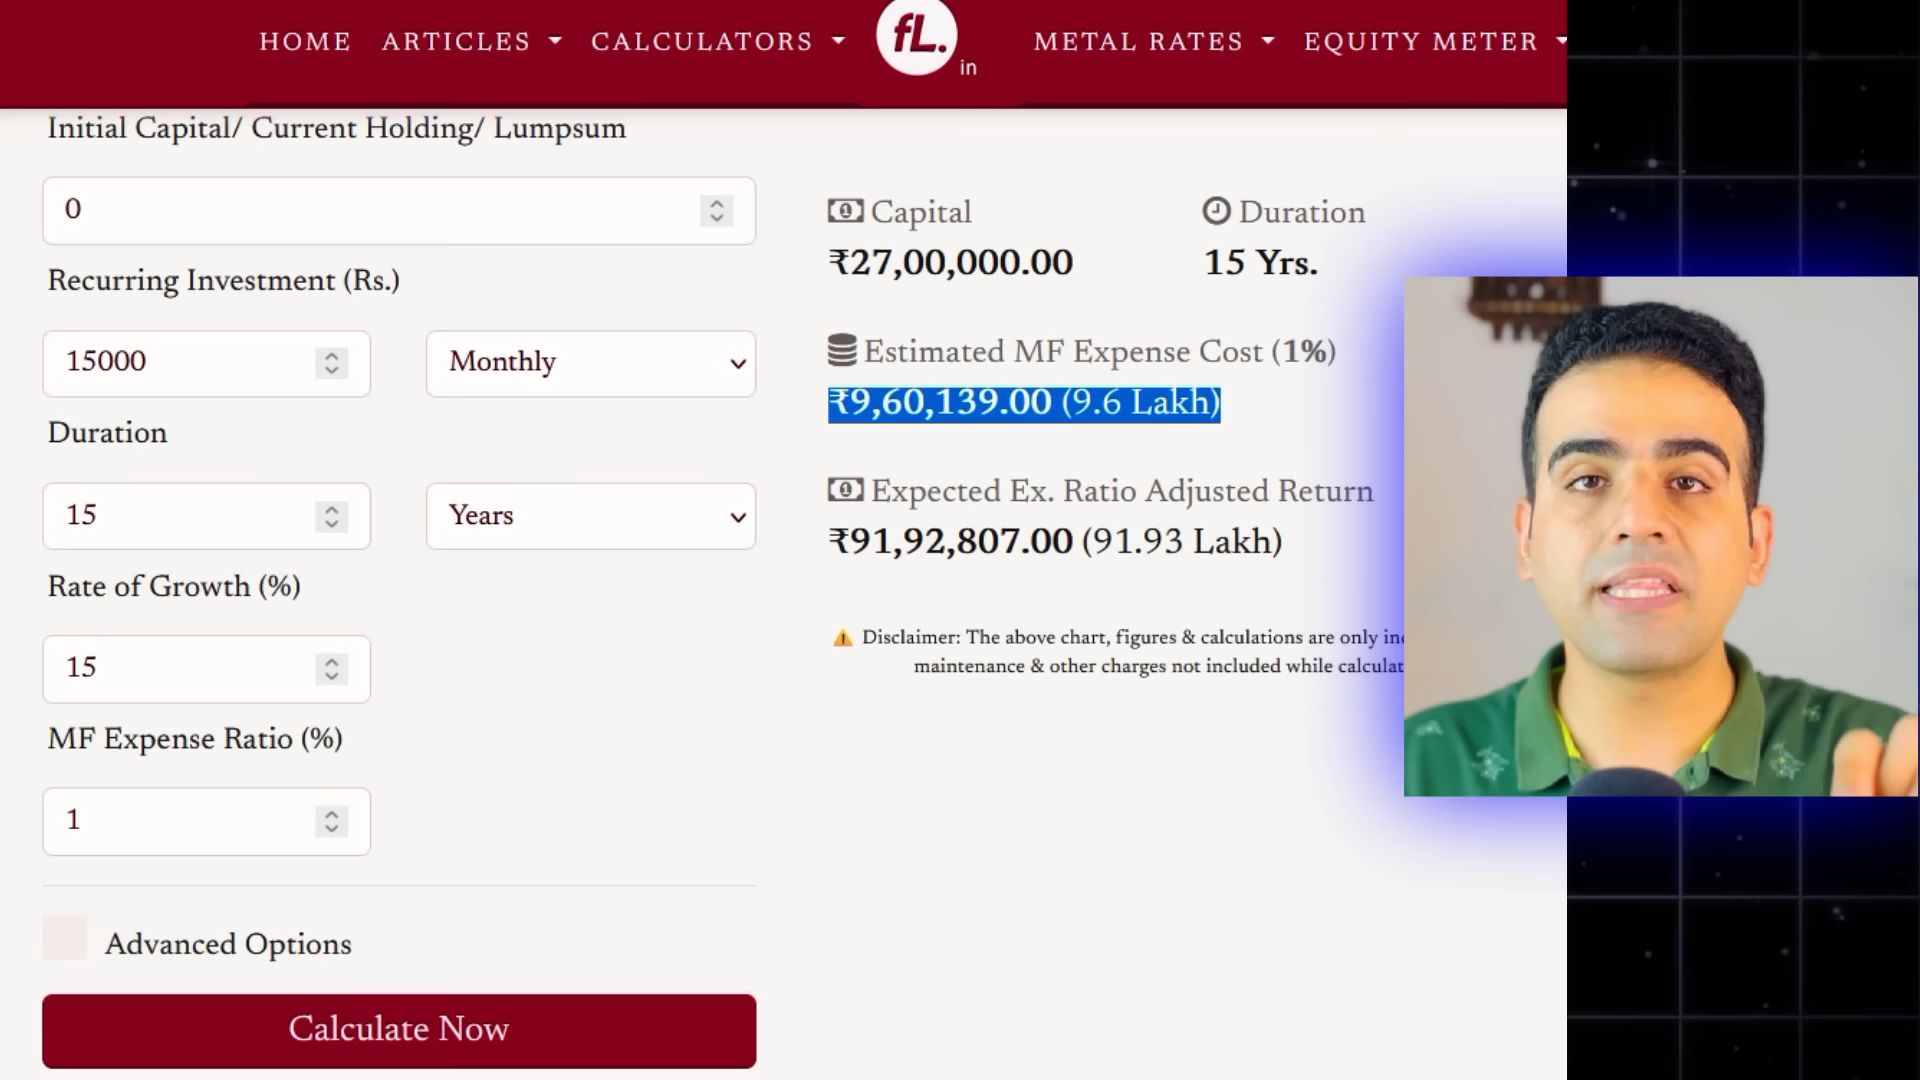 HOME
ARTICLES
CALCULATORS
fL.
in
METAL RATES
EQUITY METER
Initial Capital/ Current Holding/ Lumpsum
0
Recurring Investment (Rs.)
15000
Monthly
Duration
15
Years
Rate of Growth (%)
15
MF Expense Ratio (%)
1
Advanced Options
Calculate Now
Capital
₹27,00,000.00
Duration
15 Yrs.
Estimated MF Expense Cost (1%)
₹9,60,139.00 (9.6 Lakh)
Expected Ex. Ratio Adjusted Return
₹91,92,807.00 (91.93 Lakh)
Disclaimer: The above chart, figures & calculations are only
maintenance & other charges not included while